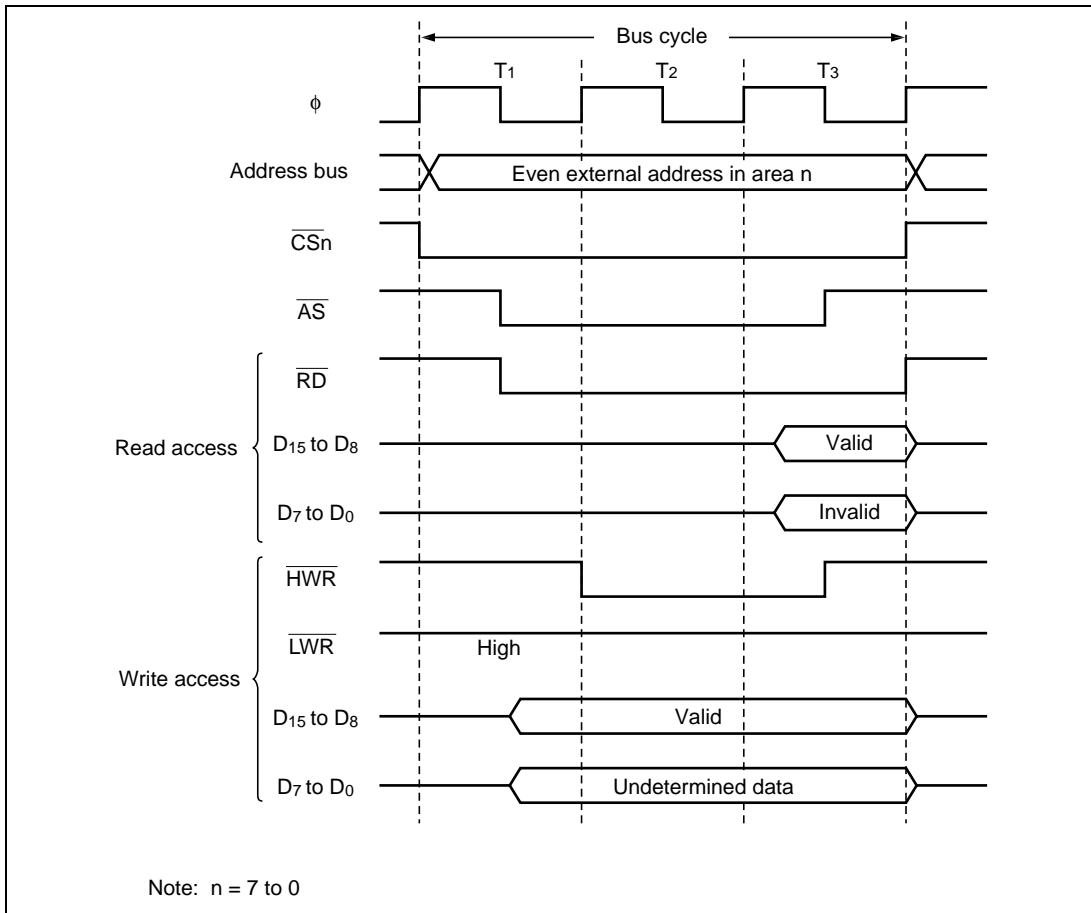 Bus cycle
T1 T2 T3
ϕ
Address bus Even external address in area n
CSn
AS
Read access
RD
D15 to D8 Valid
D7 to D0 Invalid
Write access
HWR
LWR High
D15 to D8 Valid
D7 to D0 Undetermined data
Note: n = 7 to 0